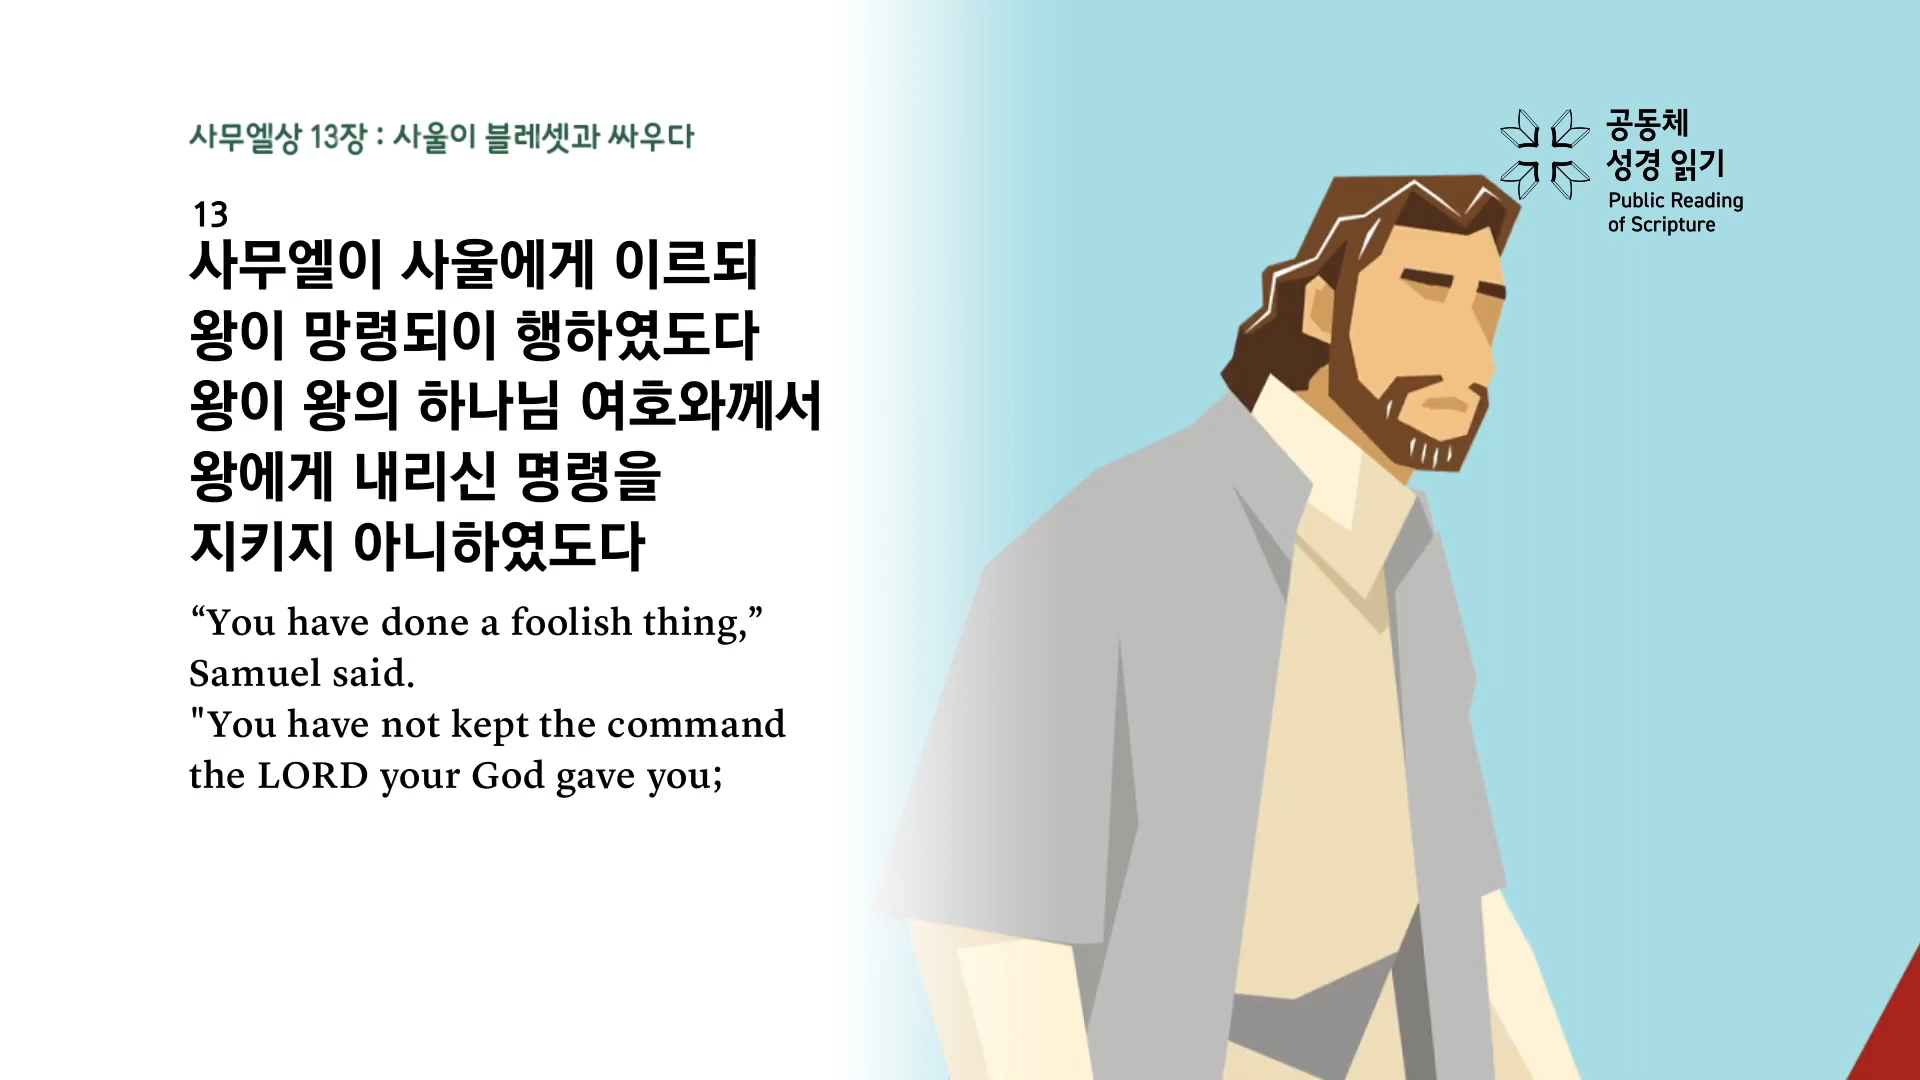 사무엘상 13장 : 사울이 블레셋과 싸우다
13
사무엘이 사울에게 이르되
왕이 망령되이 행하였도다
왕이 왕의 하나님 여호와께서
왕에게 내리신 명령을
지키지 아니하였도다
“You have done a foolish thing,”
Samuel said.
"You have not kept the command
the LORD your God gave you;
공동체
성경 읽기
Public Reading
of Scripture